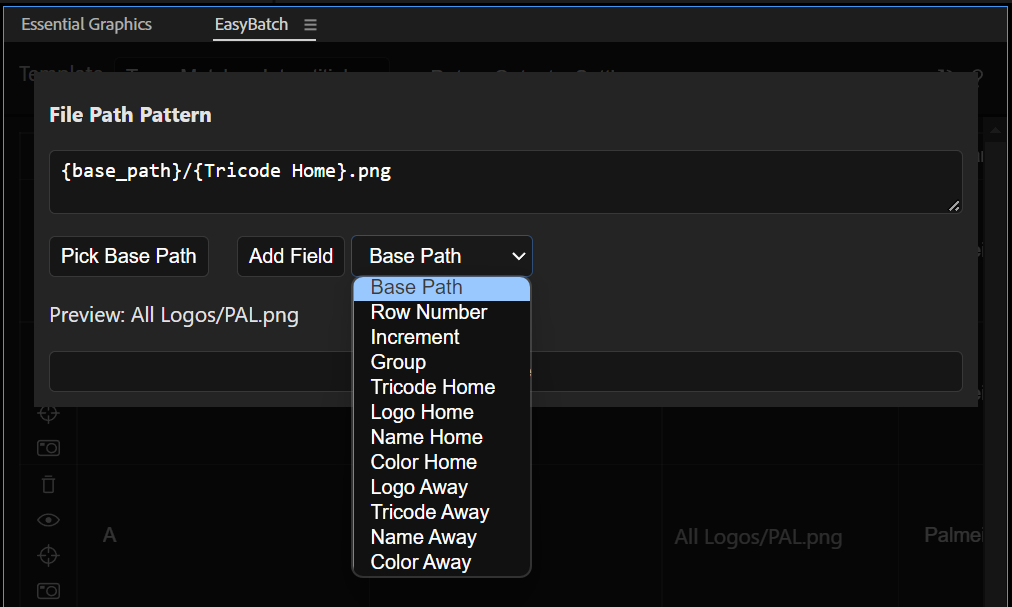 Essential Graphics
EasyBatch
Template
File Path Pattern
{base_path}/{Tricode Home}.png
Pick Base Path
Add Field
Base Path
Base Path
Row Number
Increment
Group
Tricode Home
Logo Home
Name Home
Color Home
Logo Away
Tricode Away
Name Away
Color Away
Preview: All Logos/PAL.png
A
All Logos/PAL.png
Palmei